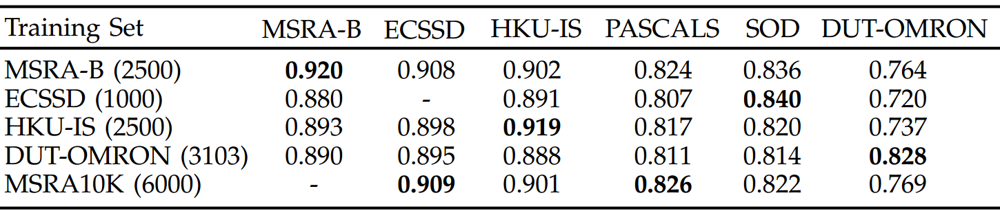 Training Set MSRA-B ECSSD HKU-IS PASCALS SOD DUT-OMRON
MSRA-B (2500) 0.920 0.908 0.902 0.824 0.836 0.764
ECSSD (1000) 0.880 - 0.891 0.807 0.840 0.720
HKU-IS (2500) 0.893 0.898 0.919 0.817 0.820 0.737
DUT-OMRON (3103) 0.890 0.895 0.888 0.811 0.814 0.828
MSRA10K (6000) - 0.909 0.901 0.826 0.822 0.769